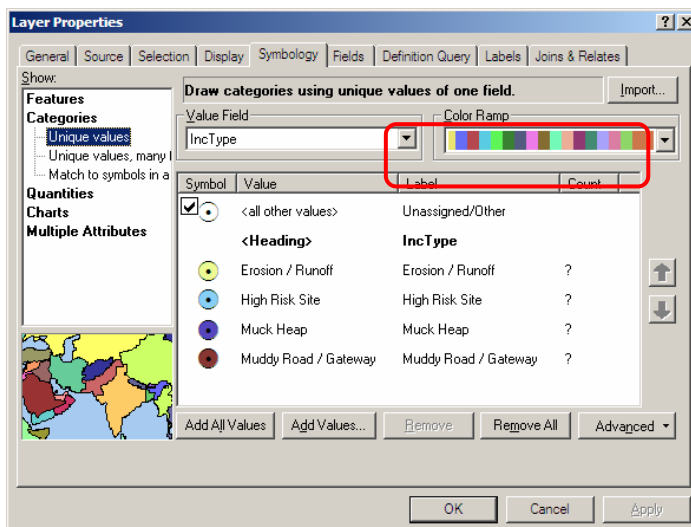 Layer Properties
General Source Selection Display Symbology Fields Definition Query Labels Joins & Relates
Show:
Features
Categories
Unique values
Unique values, many f
Match to symbols in a
Quantities
Charts
Multiple Attributes
Draw categories using unique values of one field.
Import...
Value Field
IncType
Color Ramp
Symbol Value Label Count
<all other values> Unassigned/Other
<Heading> IncType
Erosion / Runoff Erosion / Runoff ?
High Risk Site High Risk Site ?
Muck Heap Muck Heap ?
Muddy Road / Gateway Muddy Road / Gateway ?
Add All Values Add Values... Remove Remove All Advanced
OK Cancel Apply